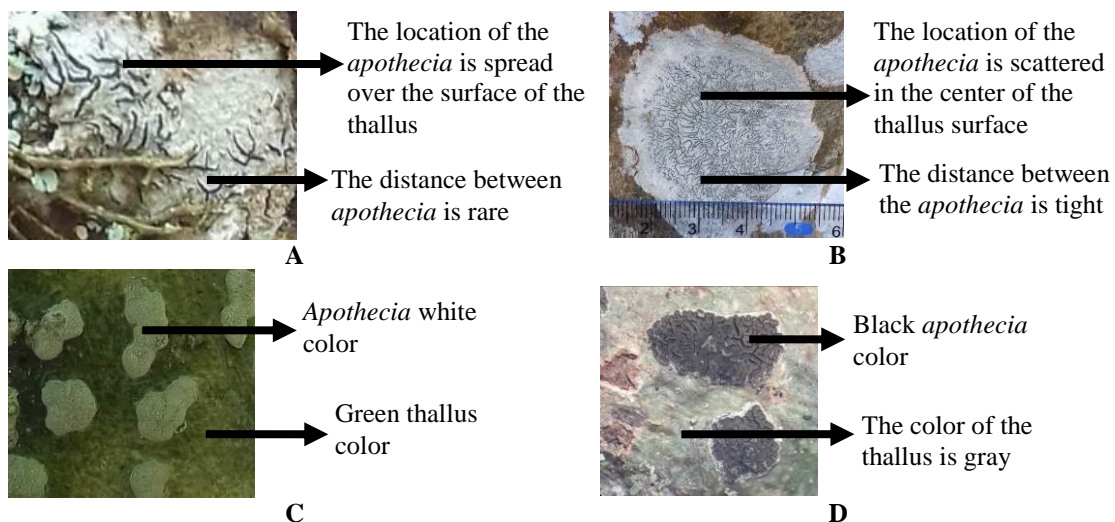 The location of the
apothecia is spread
over the surface of the
thallus
The distance between
apothecia is rare
A
The location of the
apothecia is scattered
in the center of the
thallus surface
The distance between
the apothecia is tight
2 3 4 5 6
B
Apothecia white
color
Green thallus
color
C
Black apothecia
color
The color of the
thallus is gray
D